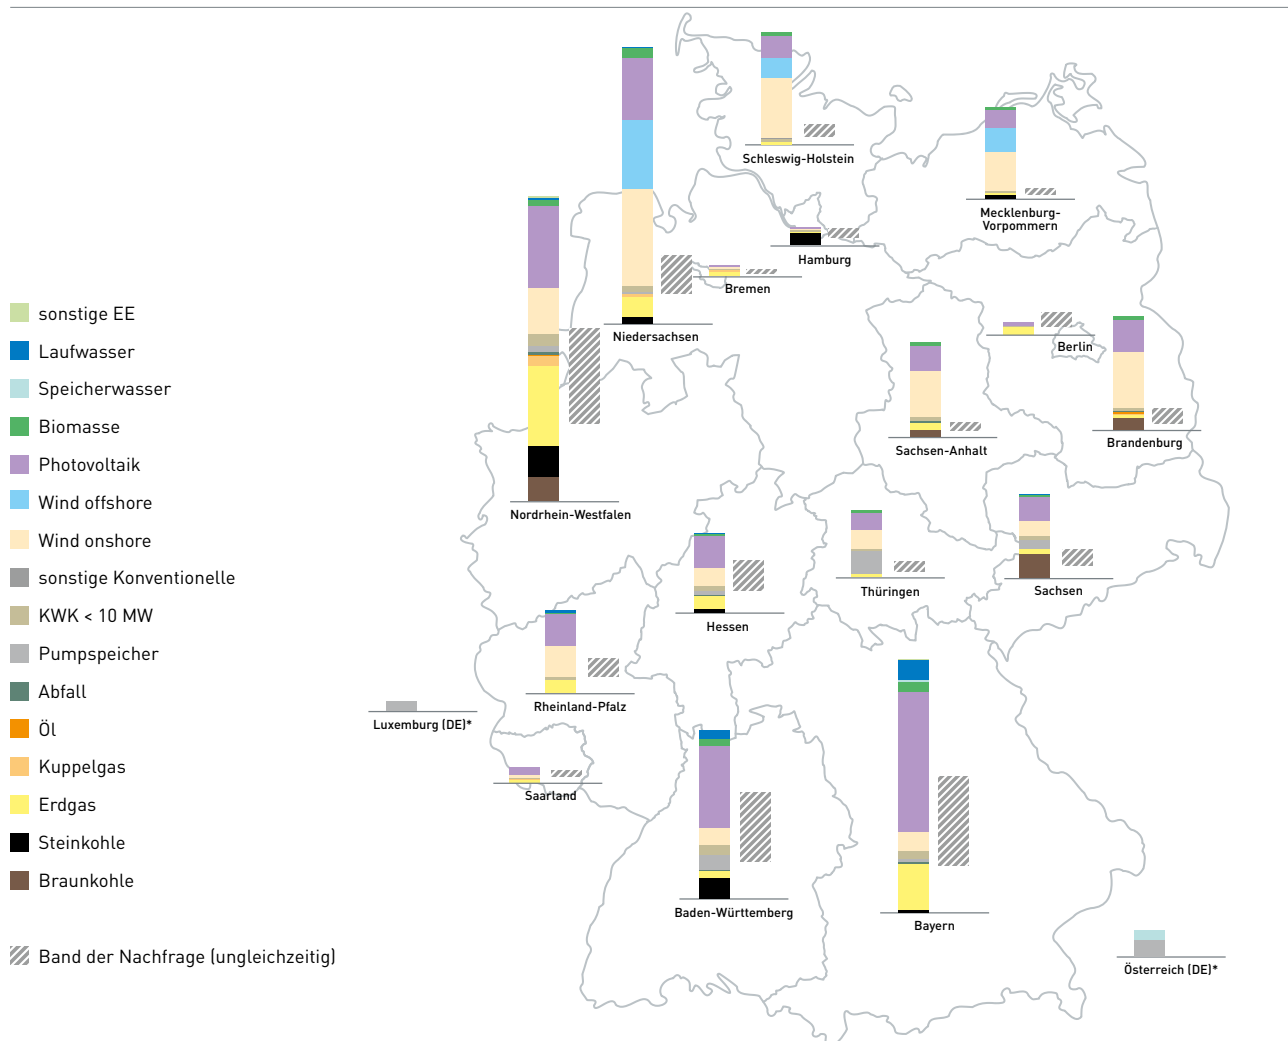 sonstige EE
Laufwasser
Speicherwasser
Biomasse
Photovoltaik
Wind offshore
Wind onshore
sonstige Konventionelle
KWK < 10 MW
Pumpspeicher
Abfall
Öl
Kuppelgas
Erdgas
Steinkohle
Braunkohle
Band der Nachfrage (ungleichzeitig)
Schleswig-Holstein
Mecklenburg-
Vorpommern
Hamburg
Bremen
Niedersachsen
Berlin
Brandenburg
Sachsen-Anhalt
Nordrhein-Westfalen
Thüringen
Sachsen
Hessen
Rheinland-Pfalz
Luxemburg (DE)*
Saarland
Baden-Württemberg
Bayern
Österreich (DE)*